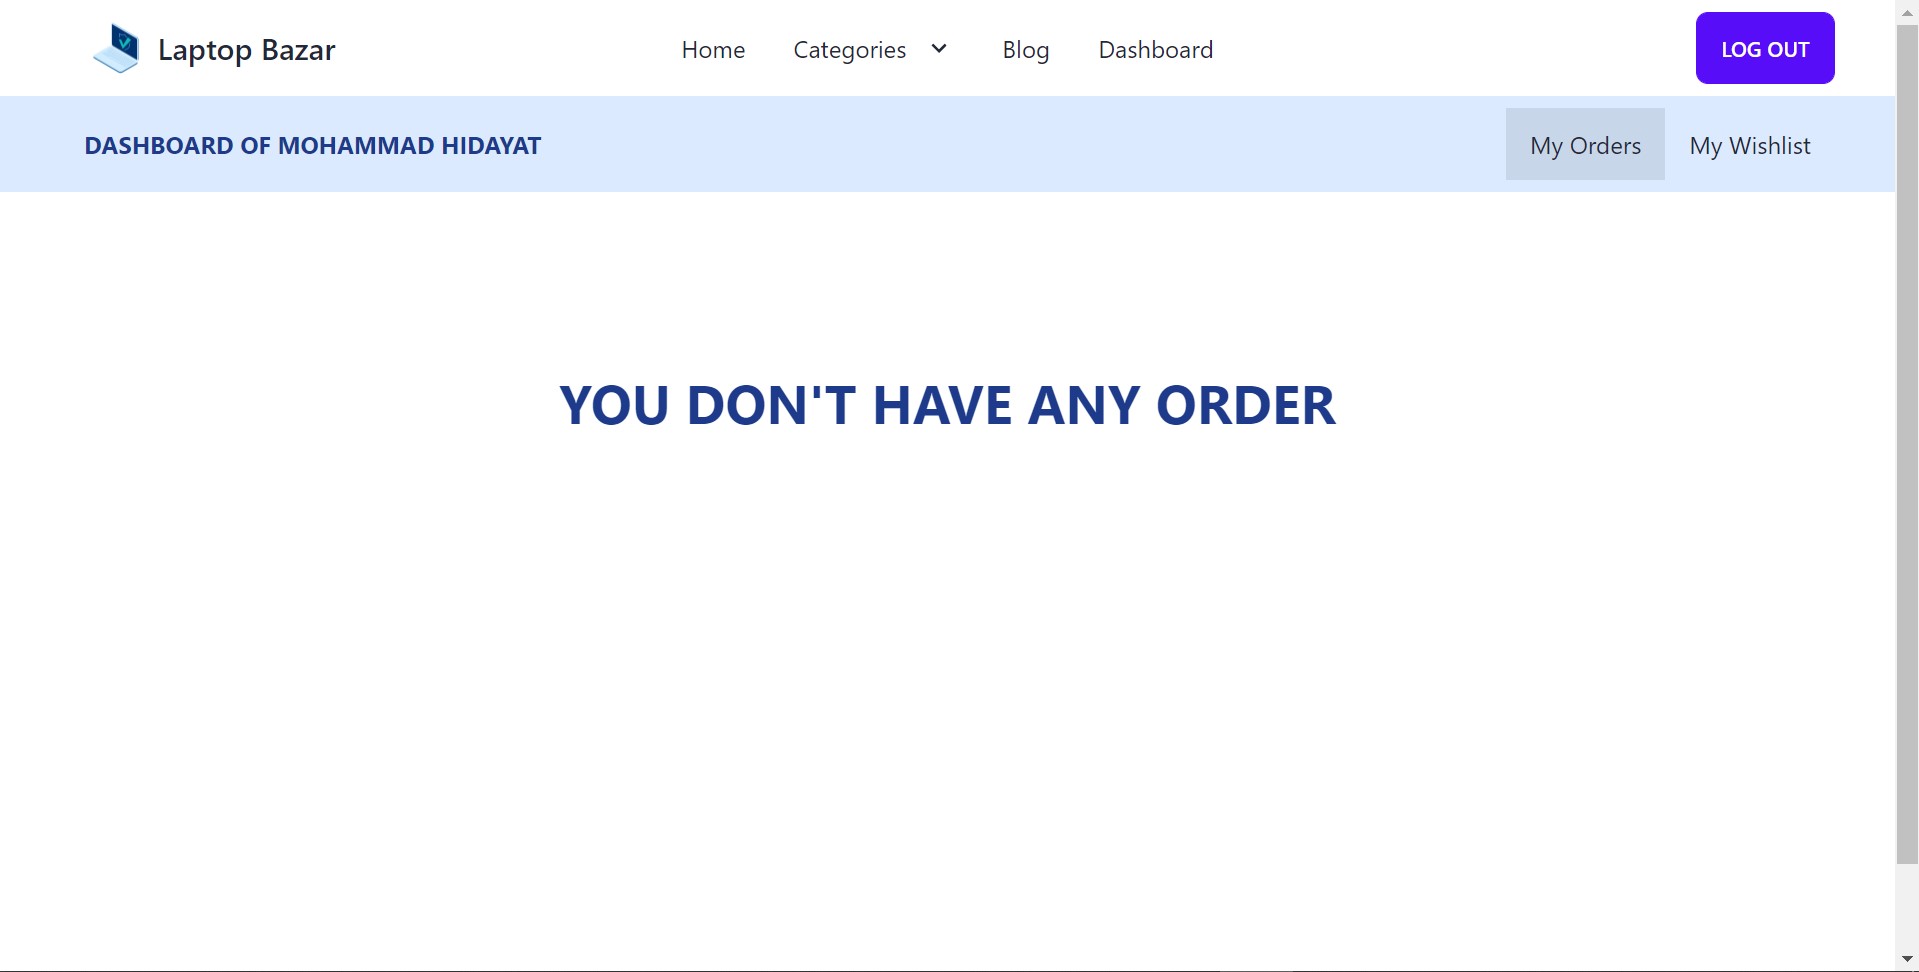 Laptop Bazar
Home Categories Blog Dashboard
LOG OUT
DASHBOARD OF MOHAMMAD HIDAYAT
My Orders My Wishlist
YOU DON'T HAVE ANY ORDER